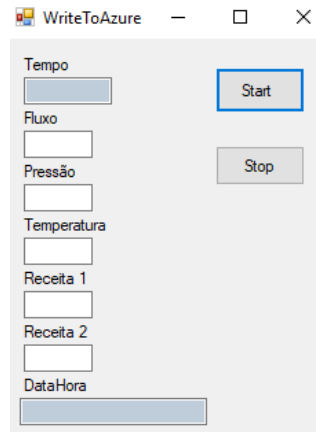 WriteToAzure
Tempo
Start
Fluxo
Pressão
Stop
Temperatura
Receita 1
Receita 2
DataHora